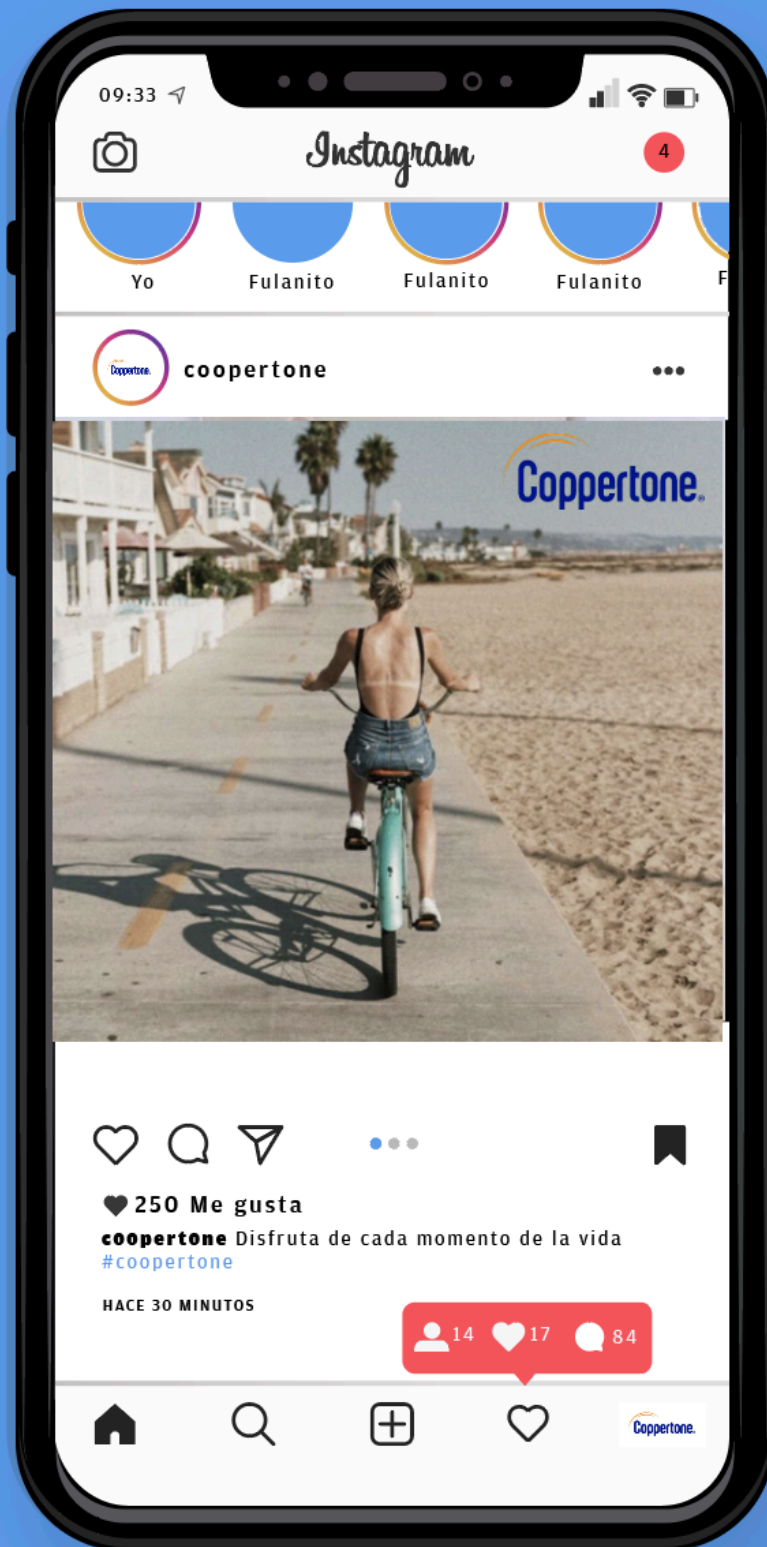 09:33
Instagram
4
Yo
Fulanito
Fulanito
Fulanito
F
Coppertone.
coopertone
Coppertone®
250 Me gusta
coopertone Disfruta de cada momento de la vida
#coopertone
HACE 30 MINUTOS
14 17 84
Coppertone.